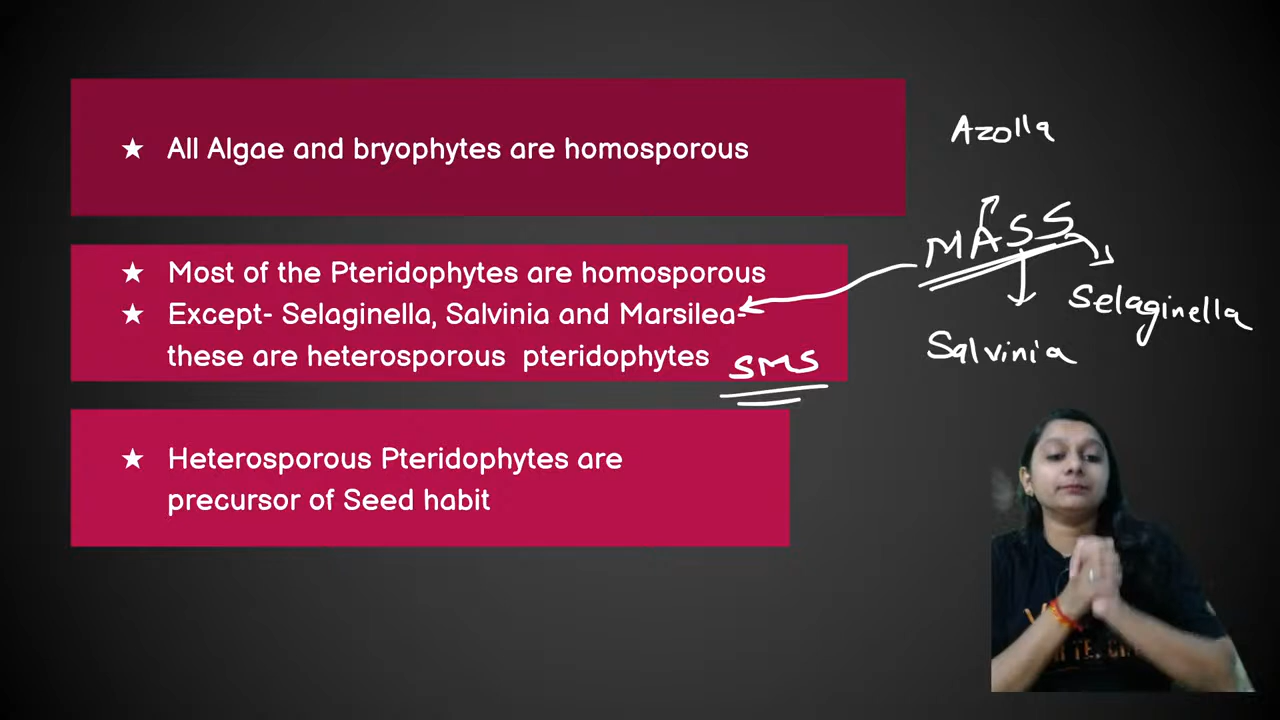 ★ All Algae and bryophytes are homosporous
★ Most of the Pteridophytes are homosporous
★ Except- Selaginella, Salvinia and Marsilea-
these are heterosporous pteridophytes
SMS
★ Heterosporous Pteridophytes are
precursor of Seed habit
Azolla
MASS
Selaginella
Salvinia